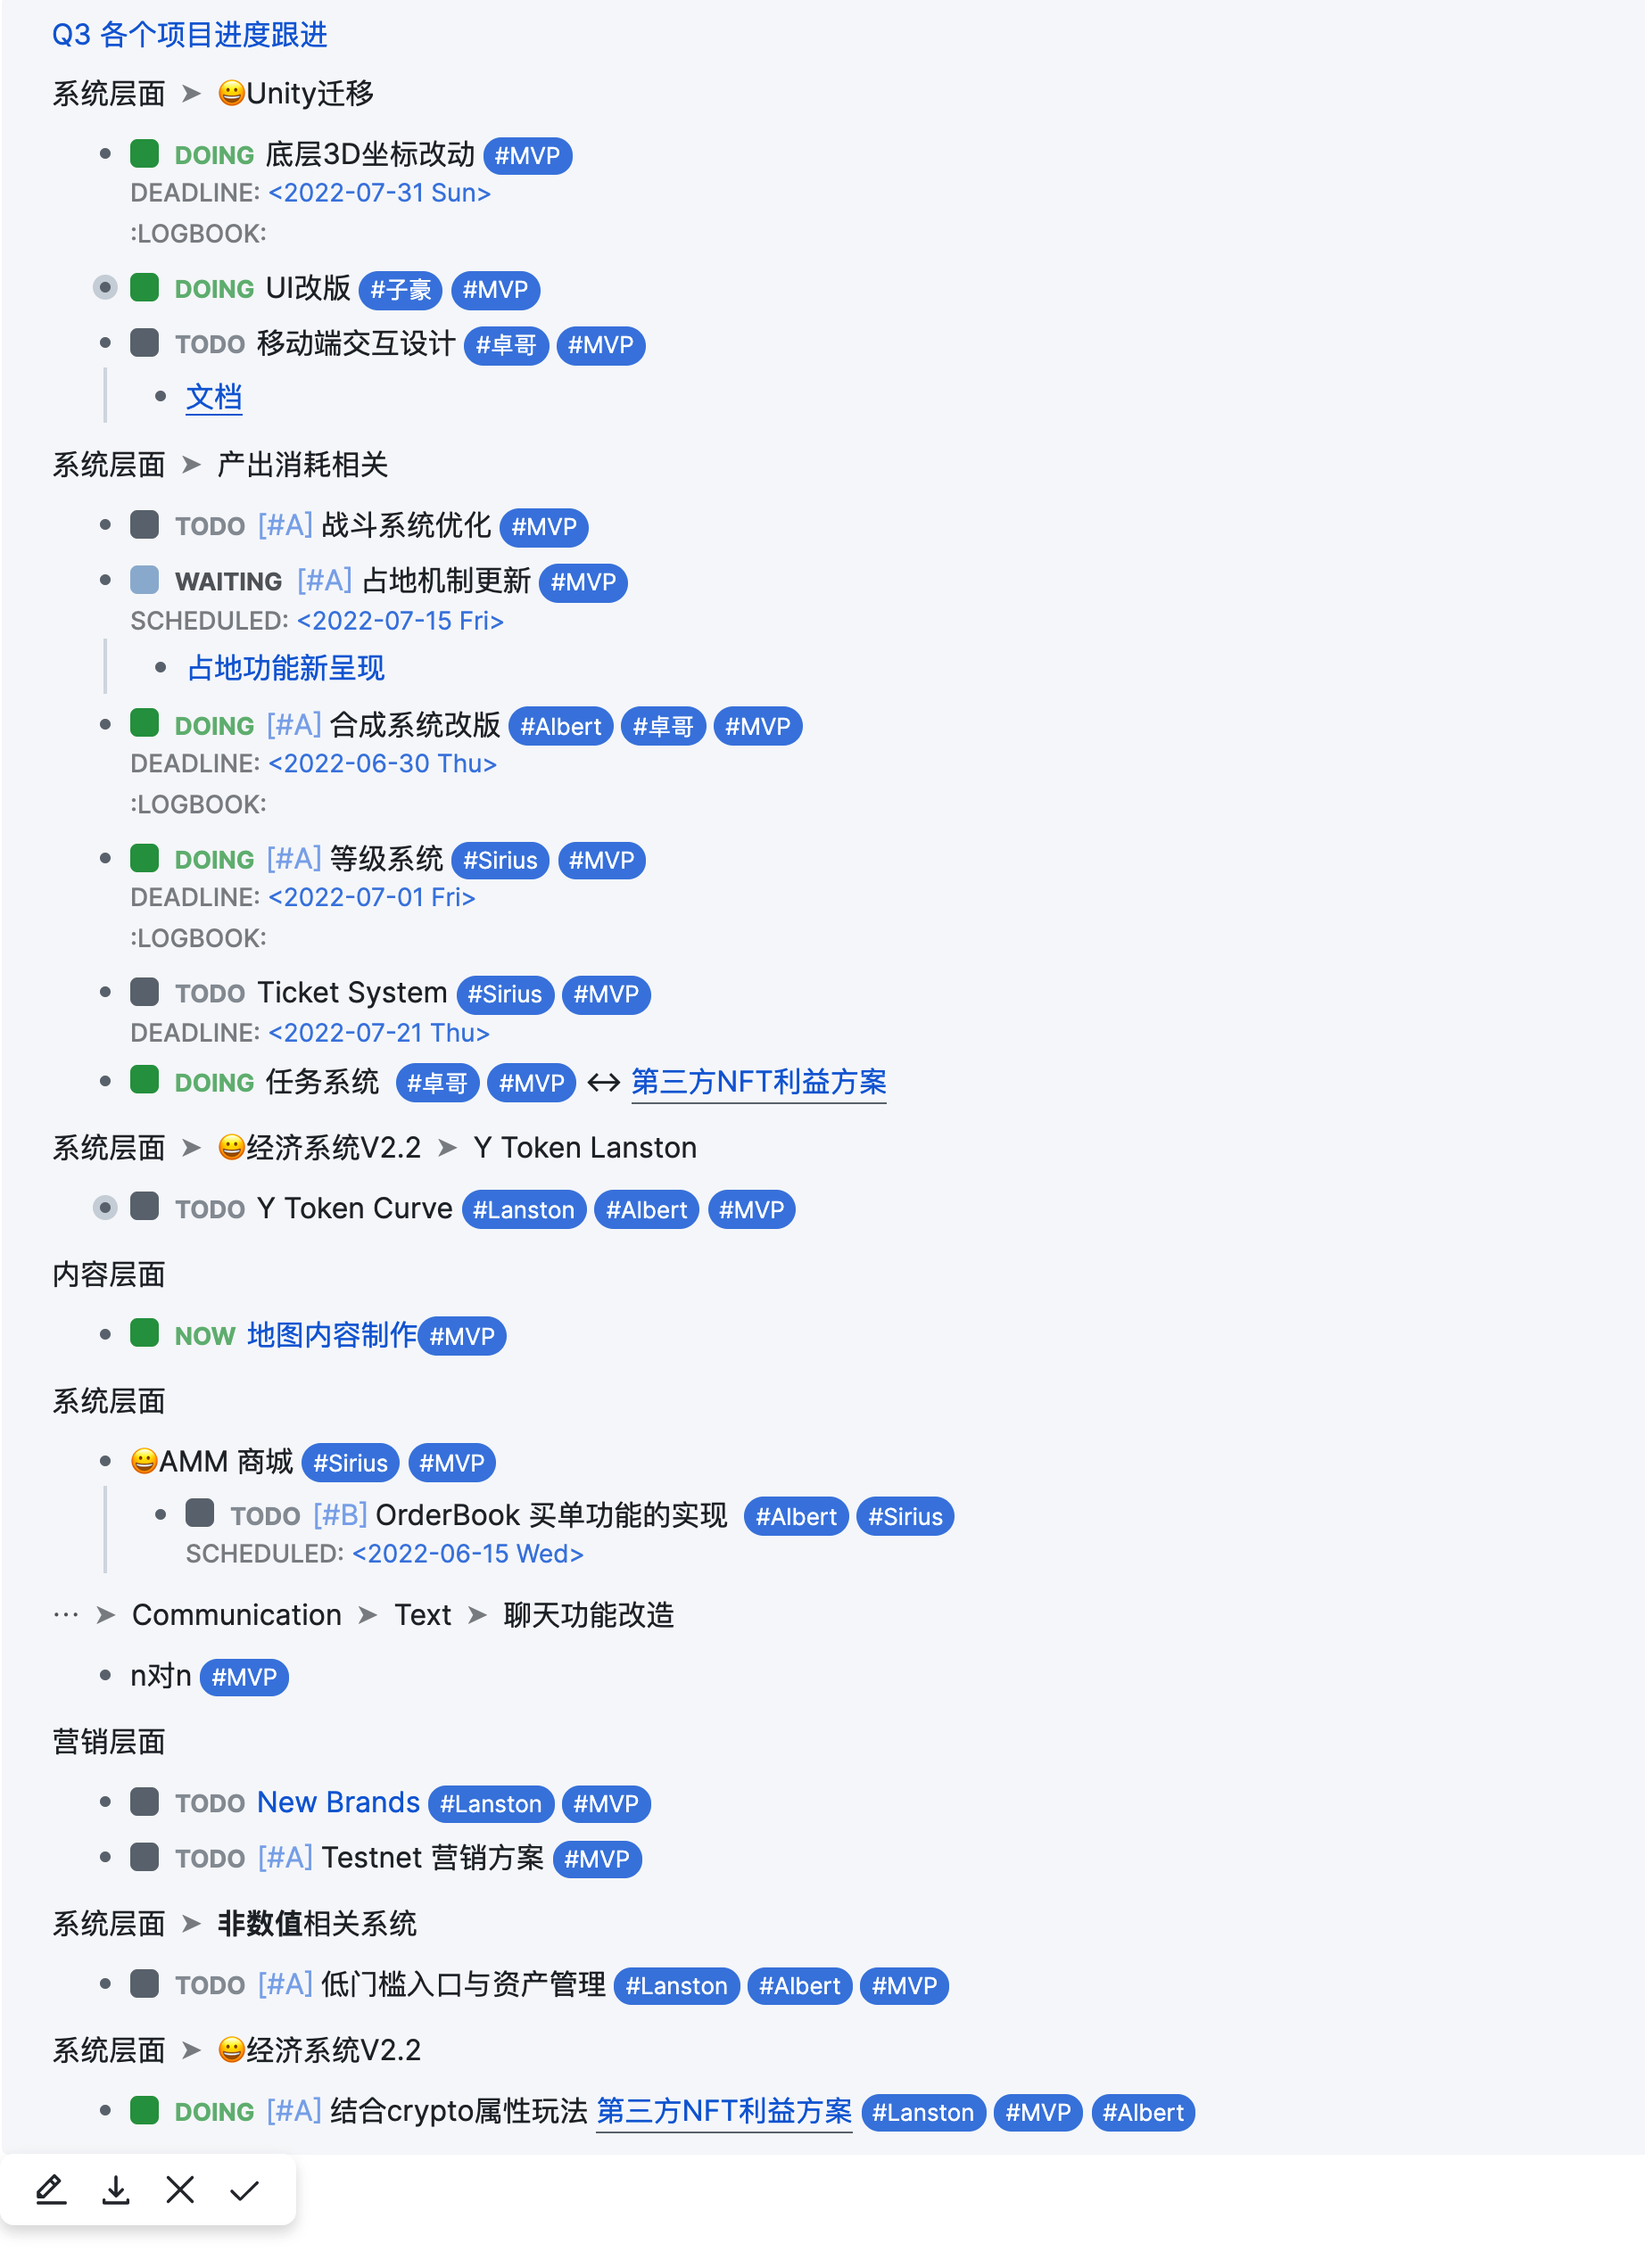 Q3 各个项目进度跟进
系统层面 ➤ 😀Unity迁移
DOING 底层3D坐标改动 #MVP
DEADLINE: <2022-07-31 Sun>
:LOGBOOK:
DOING UI改版 #子豪 #MVP
TODO 移动端交互设计 #卓哥 #MVP
文档
系统层面 ➤ 产出消耗相关
TODO [#A] 战斗系统优化 #MVP
WAITING [#A] 占地机制更新 #MVP
SCHEDULED: <2022-07-15 Fri>
占地功能新呈现
DOING [#A] 合成系统改版 #Albert #卓哥 #MVP
DEADLINE: <2022-06-30 Thu>
:LOGBOOK:
DOING [#A] 等级系统 #Sirius #MVP
DEADLINE: <2022-07-01 Fri>
:LOGBOOK:
TODO Ticket System #Sirius #MVP
DEADLINE: <2022-07-21 Thu>
DOING 任务系统 #卓哥 #MVP ↔ 第三方NFT利益方案
系统层面 ➤ 😀经济系统V2.2 ➤ Y Token Lanston
TODO Y Token Curve #Lanston #Albert #MVP
内容层面
NOW 地图内容制作 #MVP
系统层面
😀AMM 商城 #Sirius #MVP
TODO [#B] OrderBook 买单功能的实现 #Albert #Sirius
SCHEDULED: <2022-06-15 Wed>
··· ➤ Communication ➤ Text ➤ 聊天功能改造
n对n #MVP
营销层面
TODO New Brands #Lanston #MVP
TODO [#A] Testnet 营销方案 #MVP
系统层面 ➤ 非数值相关系统
TODO [#A] 低门槛入口与资产管理 #Lanston #Albert #MVP
系统层面 ➤ 😀经济系统V2.2
DOING [#A] 结合crypto属性玩法 第三方NFT利益方案 #Lanston #MVP #Albert